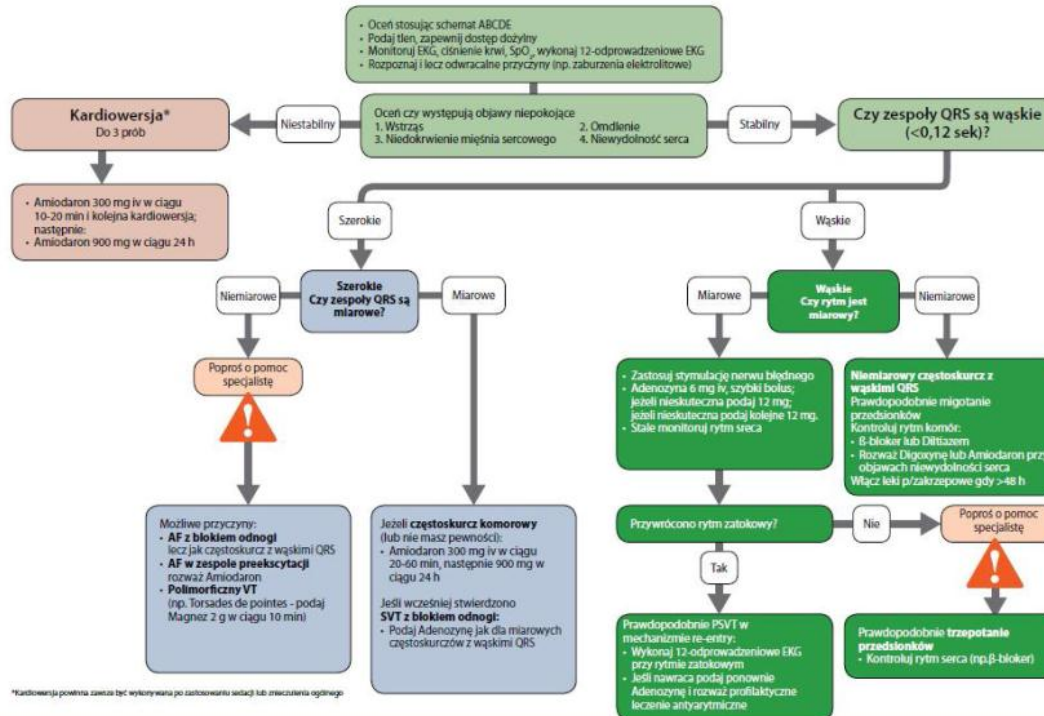 • Oceń stosując schemat ABCDE
• Podaj tlen, zapewnij dostęp dożylny
• Monitoruj EKG, ciśnienie krwi, SpO₂, wykonaj 12-odprowadzeniowe EKG
• Rozpoznaj i lecz odwracalne przyczyny (np. zaburzenia elektrolitowe)
Kardiowersja*
Do 3 prób
Niestabilny
Oceń czy występują objawy niepokojące
1. Wstrząs 2. Omdlenie
3. Niedokrwienie mięśnia sercowego 4. Niewydolność serca
Stabilny
Czy zespoły QRS są wąskie
(<0,12 sek)?
• Amiodaron 300 mg iv w ciągu
10-20 min i kolejna kardiowersja;
następnie:
• Amiodaron 900 mg w ciągu 24 h
Szerokie
Wąskie
Niemiarowe
Szerokie
Czy zespoły QRS są
miarowe?
Miarowe
Miarowe
Wąskie
Czy rytm jest
miarowy?
Niemiarowe
Poproś o pomoc
specjalistę
• Zastosuj stymulację nerwu błędnego
• Adenozyna 6 mg iv, szybki bolus;
jeżeli nieskuteczna podaj 12 mg;
jeżeli nieskuteczna podaj kolejne 12 mg.
• Stale monitoruj rytm sreca
Niemiarowy częstoskurcz z
wąskimi QRS
Prawdopodobnie migotanie
przedsionków
Kontroluj rytm komór:
• ß-bloker lub Diltiazem
• Rozważ Digoxynę lub Amiodaron przy
objawach niewydolności serca
Włącz leki p/zakrzepowe gdy >48 h
Możliwe przyczyny:
• AF z blokiem odnogi
lecz jak częstoskurcz z wąskimi QRS
• AF w zespole preekscytacji
rozważ Amiodaron
• Polimorficzny VT
(np. Torsades de pointes - podaj
Magnez 2 g w ciągu 10 min)
Jeżeli częstoskurcz komorowy
(lub nie masz pewności):
• Amiodaron 300 mg iv w ciągu
20-60 min, następnie 900 mg w
ciągu 24 h
Jeśli wcześniej stwierdzono
SVT z blokiem odnogi:
• Podaj Adenozynę jak dla miarowych
częstoskurczów z wąskimi QRS
Przywrócono rytm zatokowy?
Nie
Poproś o pomoc
specjalistę
Tak
Prawdopodobnie PSVT w
mechanizmie re-entry:
• Wykonaj 12-odprowadzeniowe EKG
przy rytmie zatokowym
• Jeśli nawraca podaj ponownie
Adenozynę i rozważ profilaktyczne
leczenie antyarytmiczne
Prawdopodobnie trzepotanie
przedsionków
• Kontroluj rytm serca (np.β-bloker)
*Kardiowersja powinna zawsze być wykonywana po zastosowaniu sedacji lub znieczulenia ogólnego